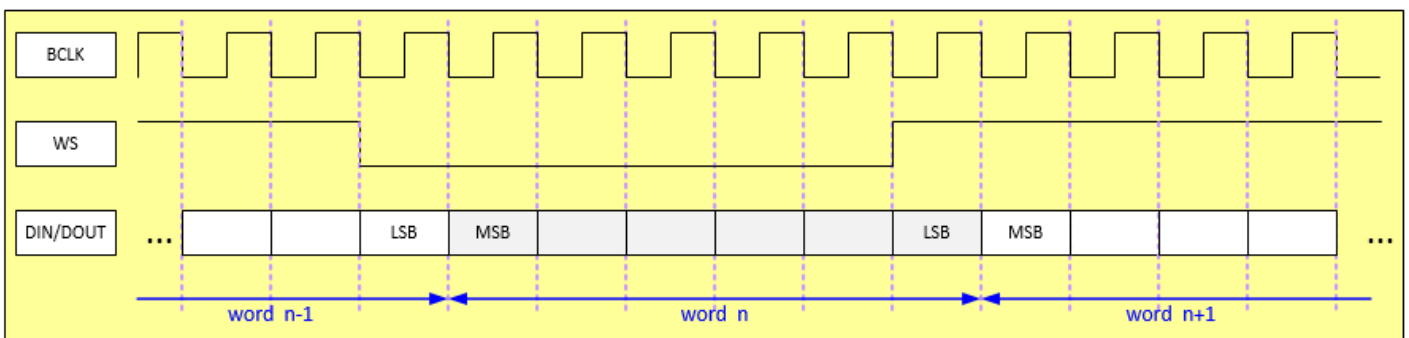 BCLK
WS
DIN/DOUT ... LSB MSB LSB MSB ...
word n-1 word n word n+1